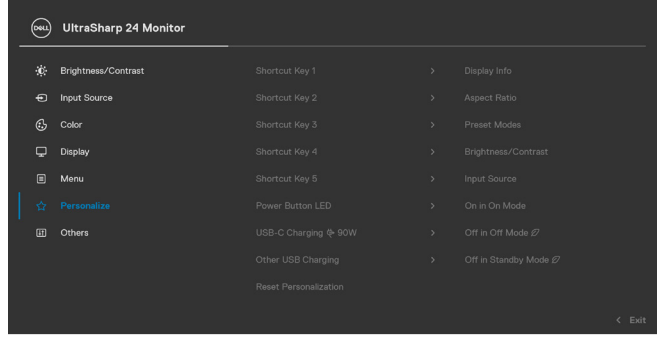 DELL UltraSharp 24 Monitor
Brightness/Contrast Shortcut Key 1 > Display Info
Input Source Shortcut Key 2 > Aspect Ratio
Color Shortcut Key 3 > Preset Modes
Display Shortcut Key 4 > Brightness/Contrast
Menu Shortcut Key 5 > Input Source
Personalize Power Button LED > On in On Mode
Others USB-C Charging 90W > Off in Off Mode
Other USB Charging > Off in Standby Mode
Reset Personalization
< Exit